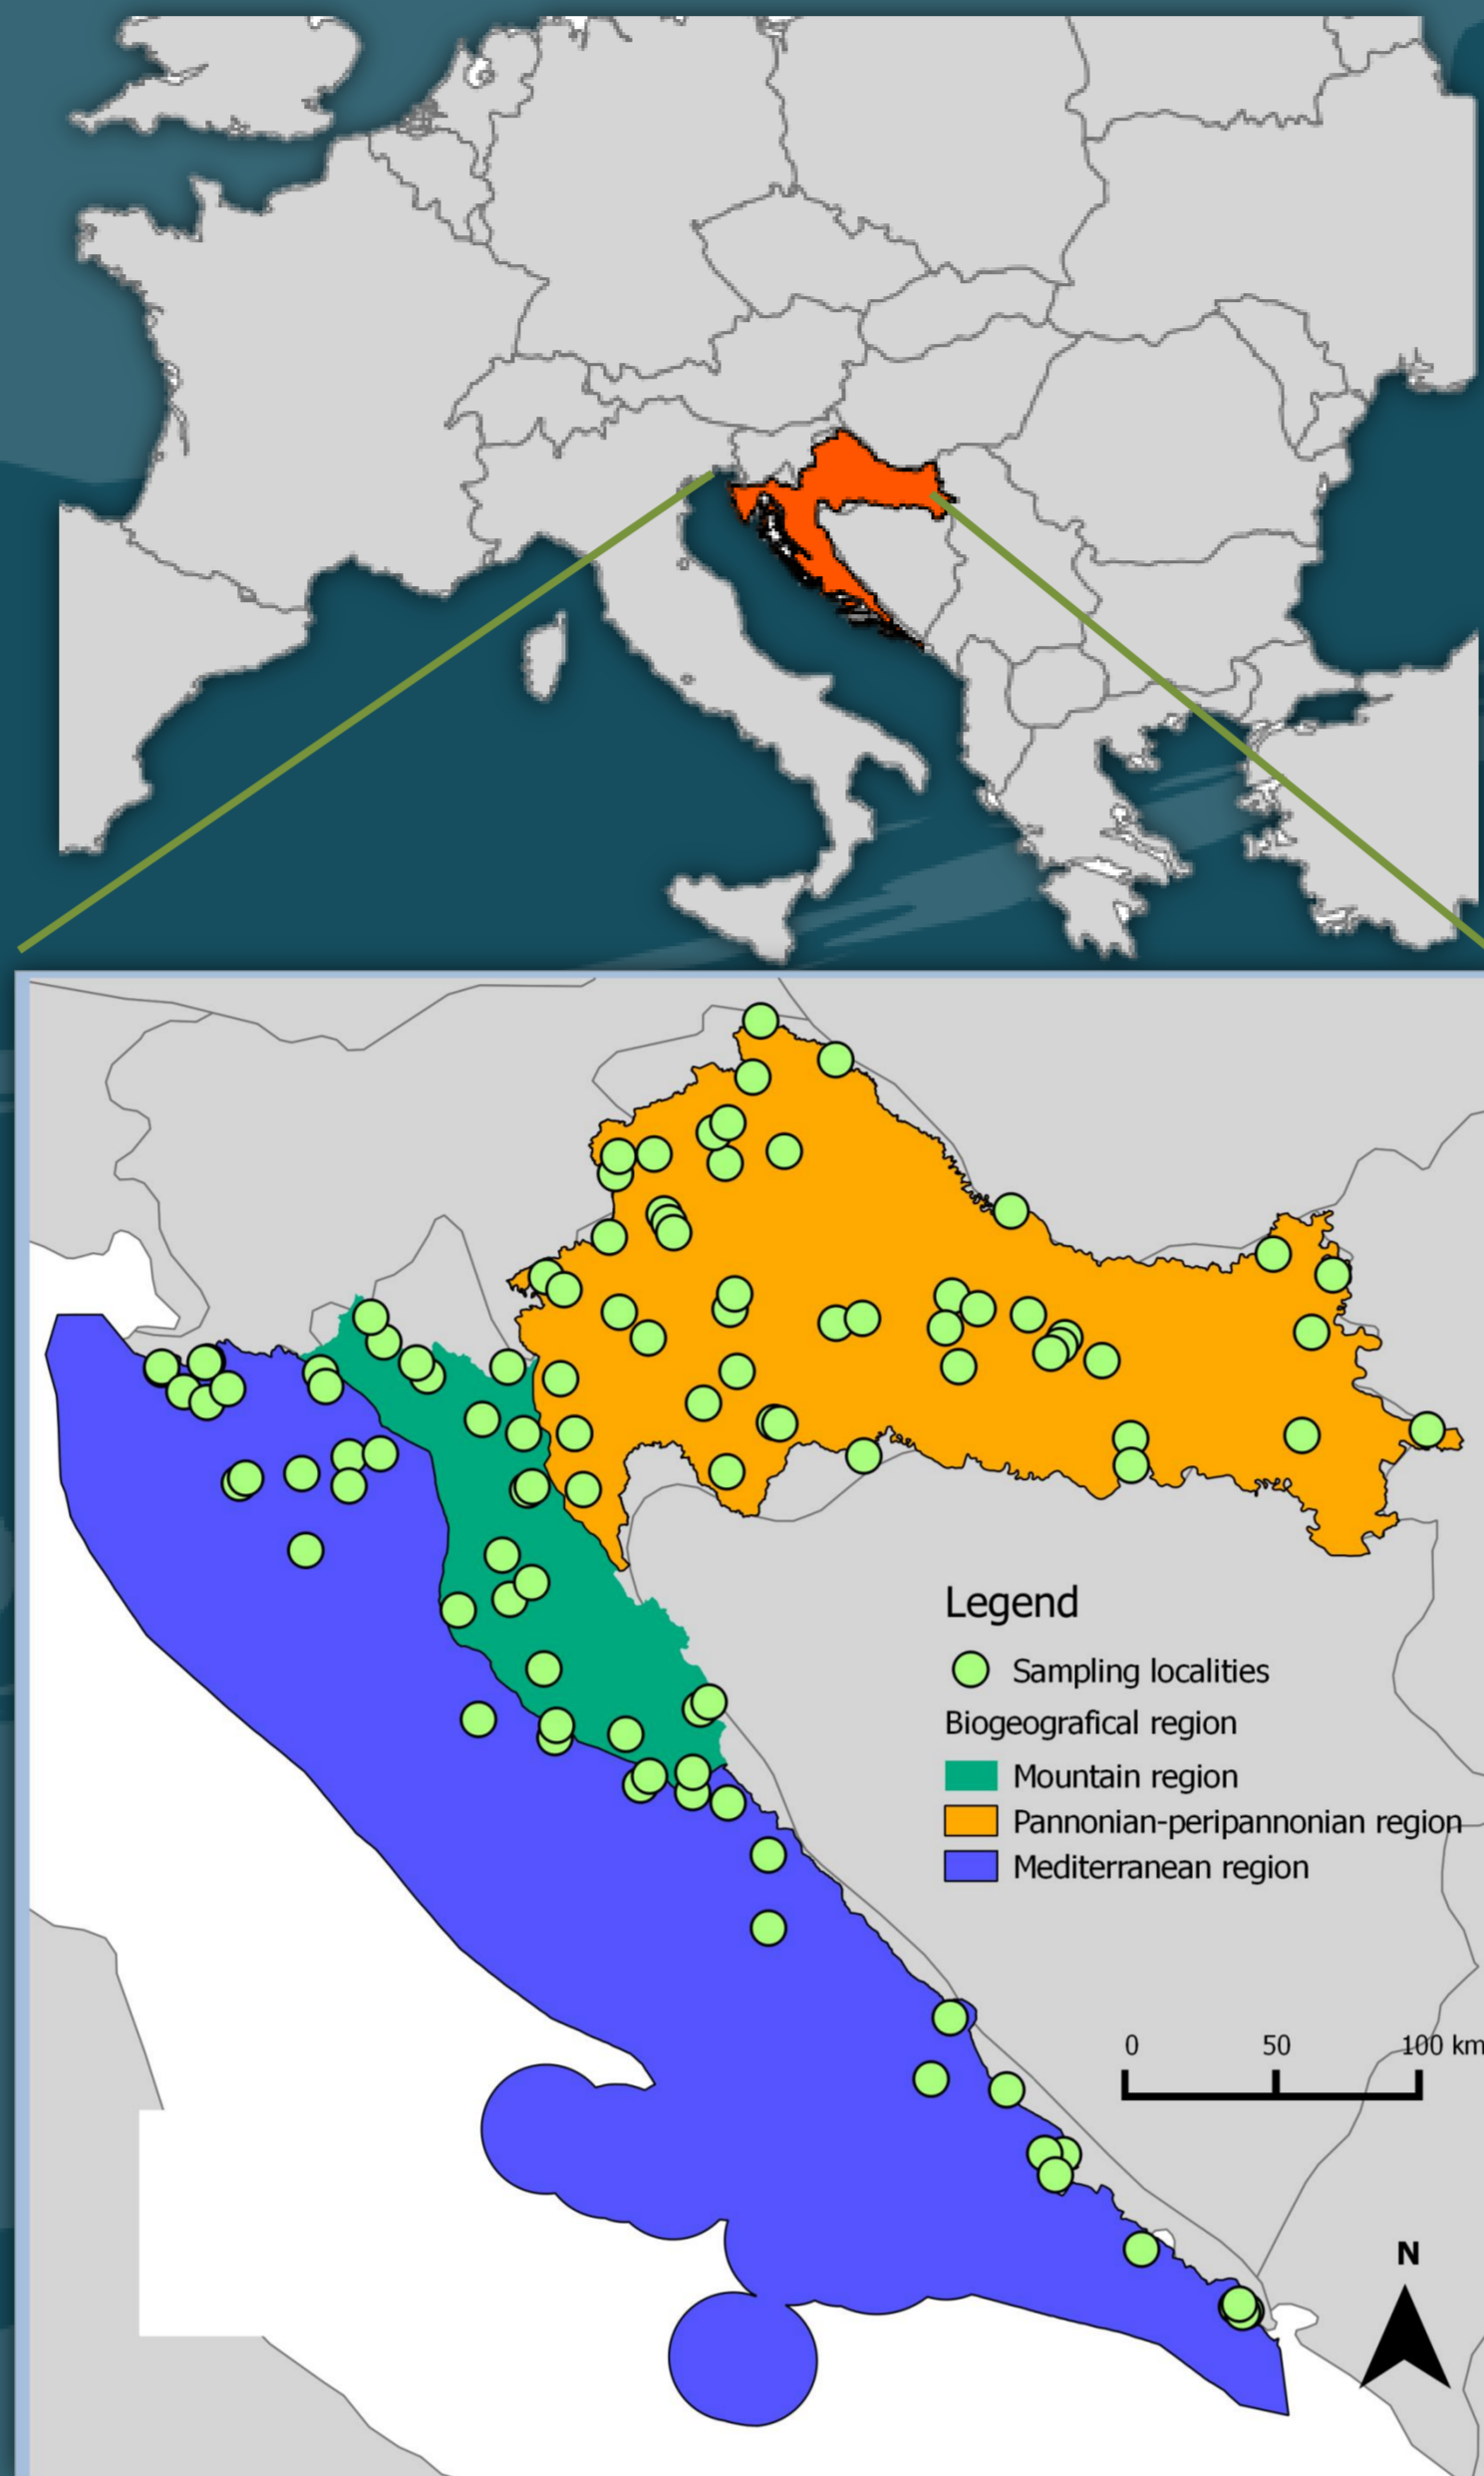 Legend
Sampling localities
Biogeografical region
Mountain region
Pannonian-peripannonian region
Mediterranean region
0 50 100 km
N